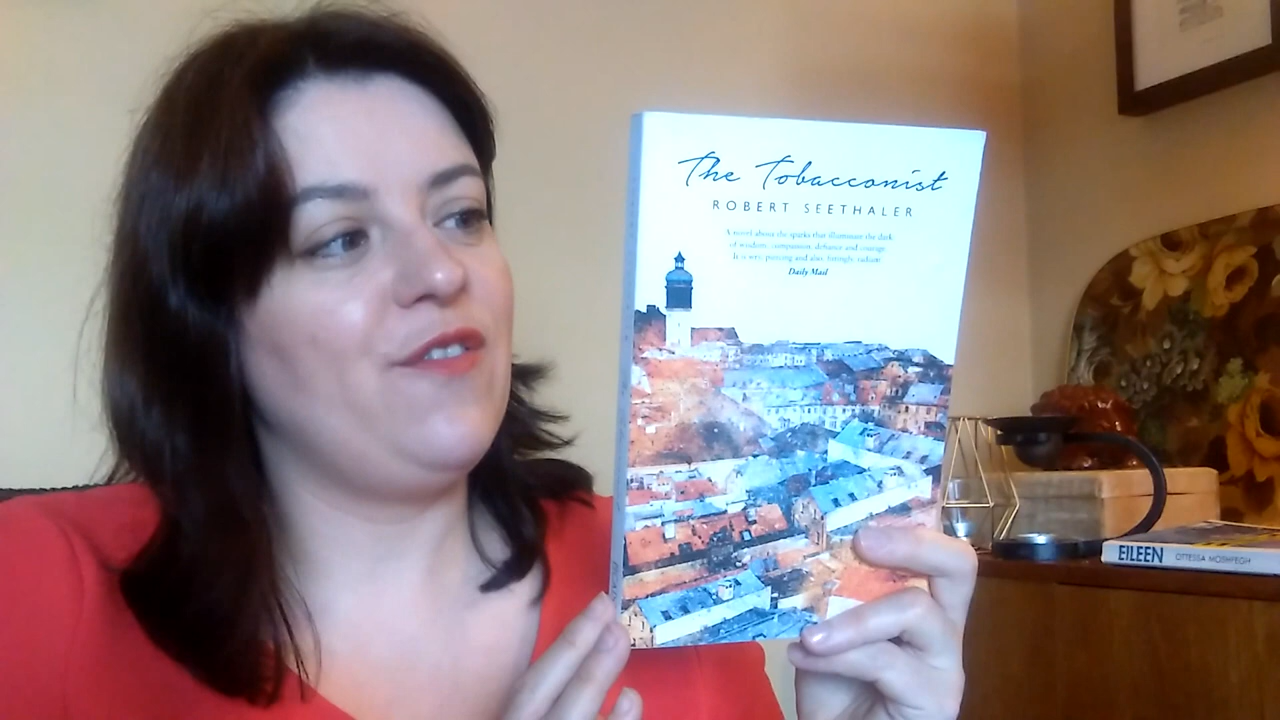 The Tobacconist
ROBERT SEETHALER
A novel about the sparks that illuminate the dark:
of wisdom, compassion, defiance and courage.
It is wry, piercing and also, fittingly, radiant
Daily Mail
EILEEN OTTESSA MOSHFEGH